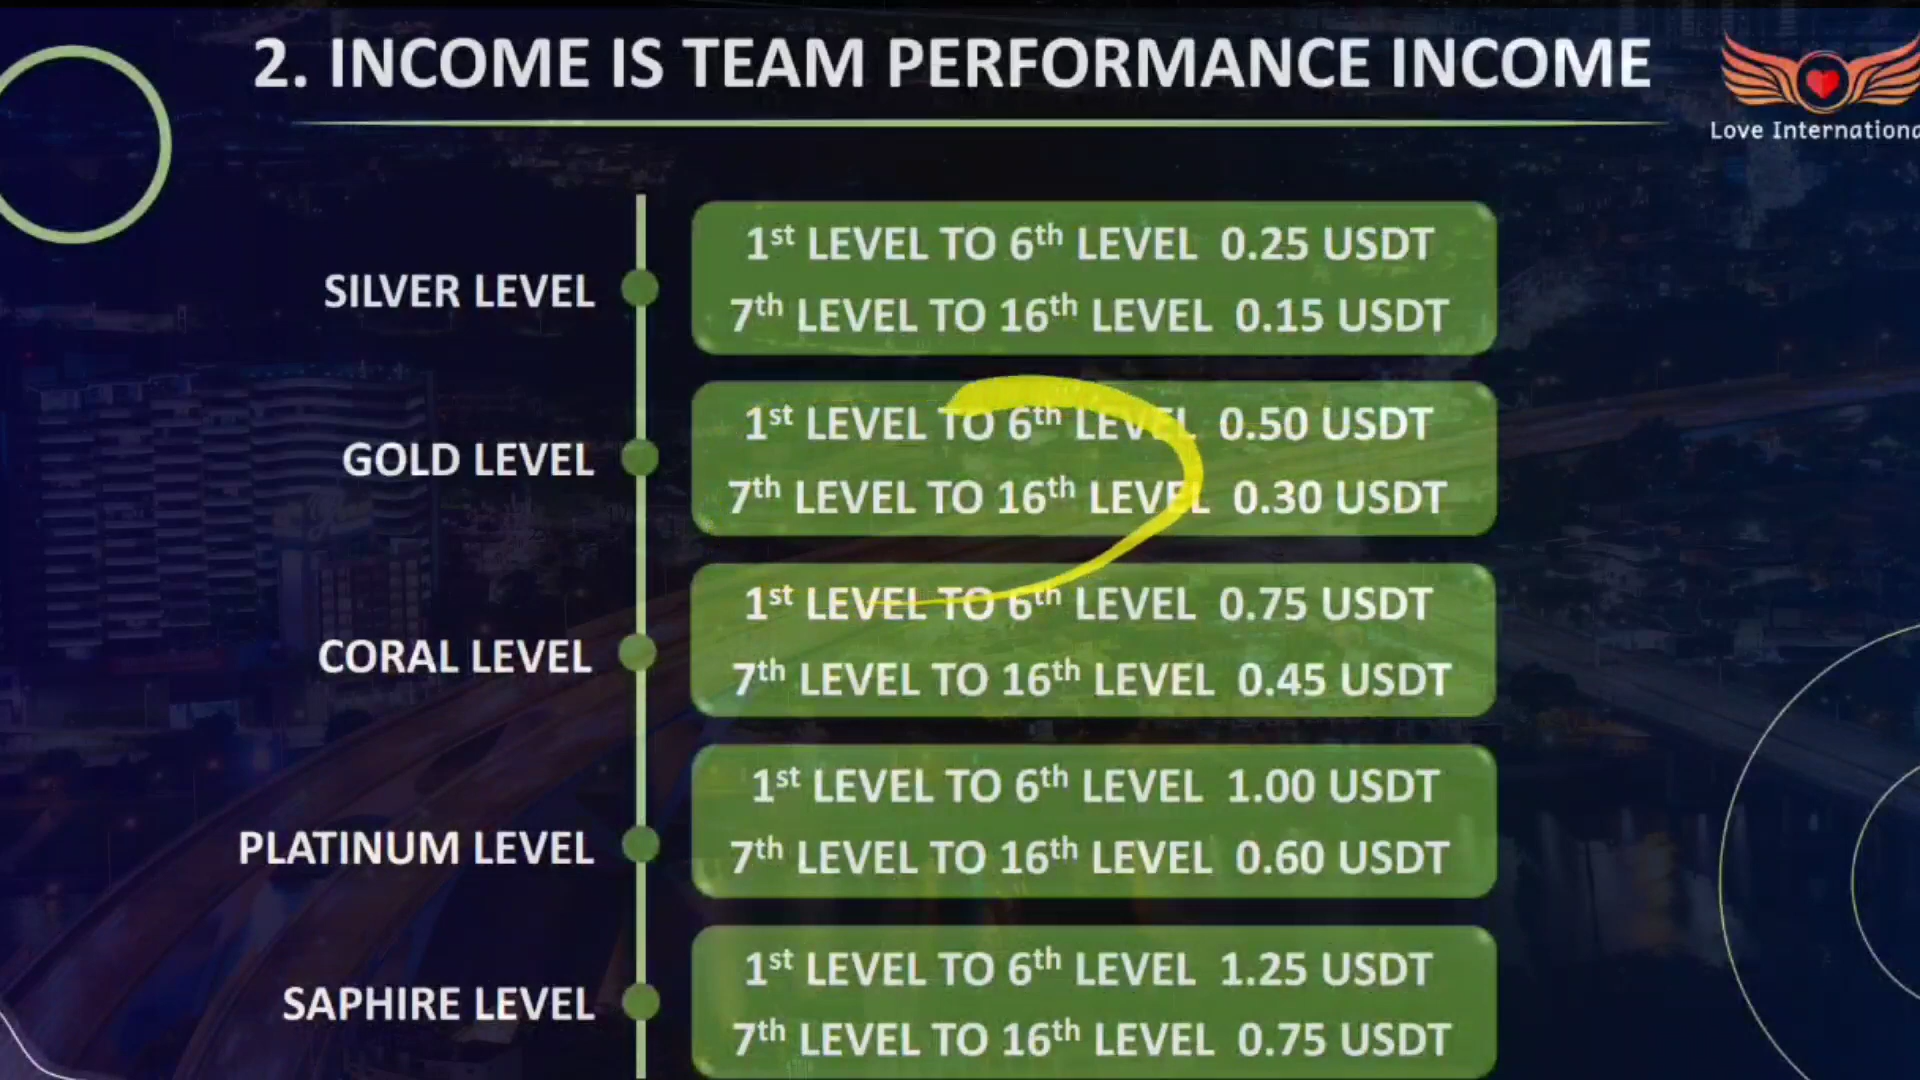 2. INCOME IS TEAM PERFORMANCE INCOME
Love Internationa
SILVER LEVEL
1st LEVEL TO 6th LEVEL 0.25 USDT
7th LEVEL TO 16th LEVEL 0.15 USDT
GOLD LEVEL
1st LEVEL TO 6th LEVEL 0.50 USDT
7th LEVEL TO 16th LEVEL 0.30 USDT
CORAL LEVEL
1st LEVEL TO 6th LEVEL 0.75 USDT
7th LEVEL TO 16th LEVEL 0.45 USDT
PLATINUM LEVEL
1st LEVEL TO 6th LEVEL 1.00 USDT
7th LEVEL TO 16th LEVEL 0.60 USDT
SAPHIRE LEVEL
1st LEVEL TO 6th LEVEL 1.25 USDT
7th LEVEL TO 16th LEVEL 0.75 USDT